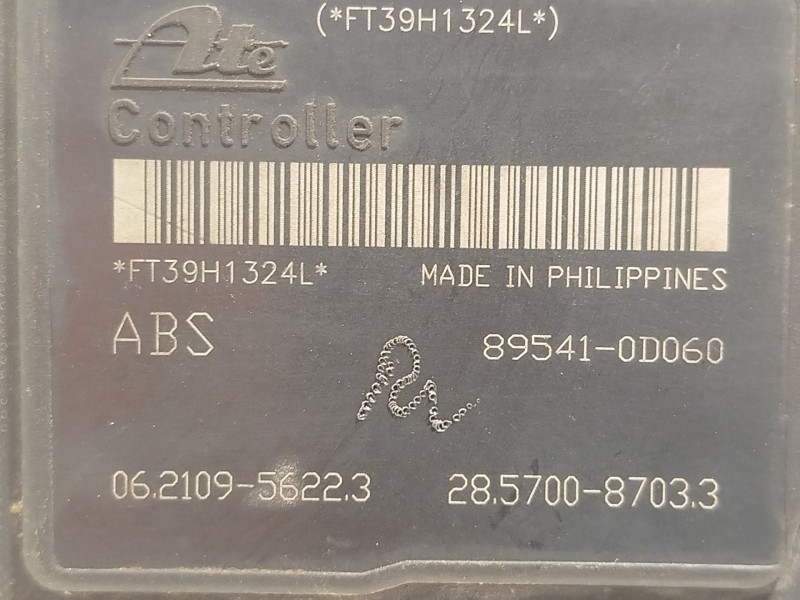 (*FT39H1324L*)
Ate
Controller
*FT39H1324L* MADE IN PHILIPPINES
ABS 89541-0D060
06.2109-5622.3 28.5700-8703.3